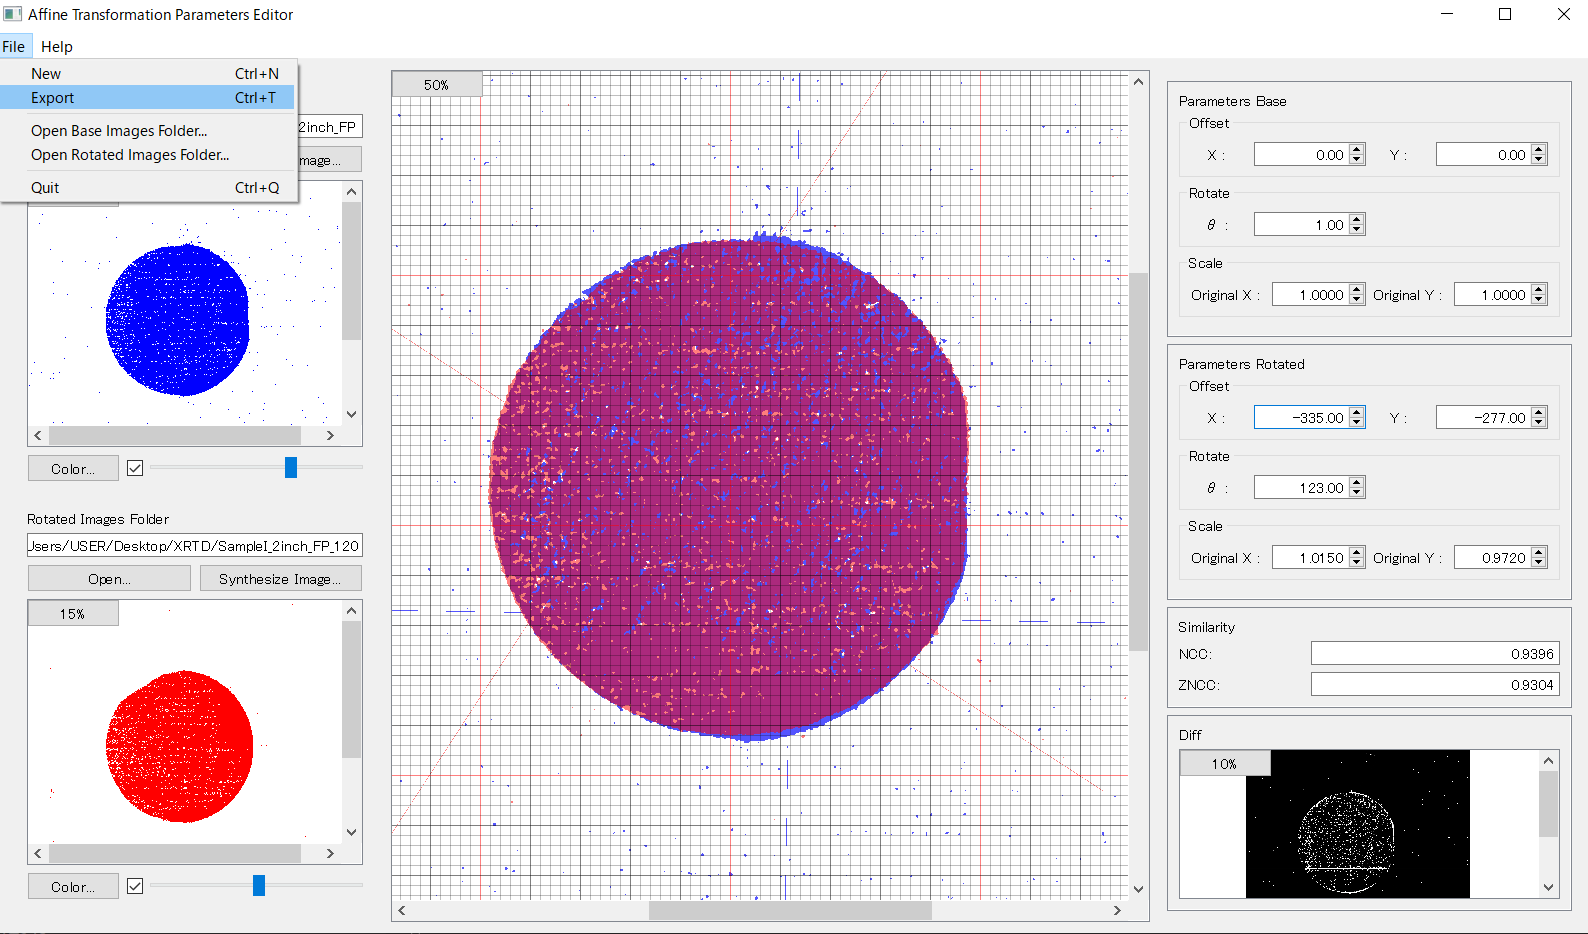 Affine Transformation Parameters Editor
File Help
New Ctrl+N
Export Ctrl+T
Open Base Images Folder...
Open Rotated Images Folder...
Quit Ctrl+Q
2inch_FP
mage...
Color...
Rotated Images Folder
Jsers/USER/Desktop/XRTD/SampleI_2inch_FP_120
Open... Synthesize Image...
15%
Color...
50%
Parameters Base
Offset
X : 0.00 Y : 0.00
Rotate
θ : 1.00
Scale
Original X : 1.0000 Original Y : 1.0000
Parameters Rotated
Offset
X : -335.00 Y : -277.00
Rotate
θ : 123.00
Scale
Original X : 1.0150 Original Y : 0.9720
Similarity
NCC: 0.9396
ZNCC: 0.9304
Diff
10%